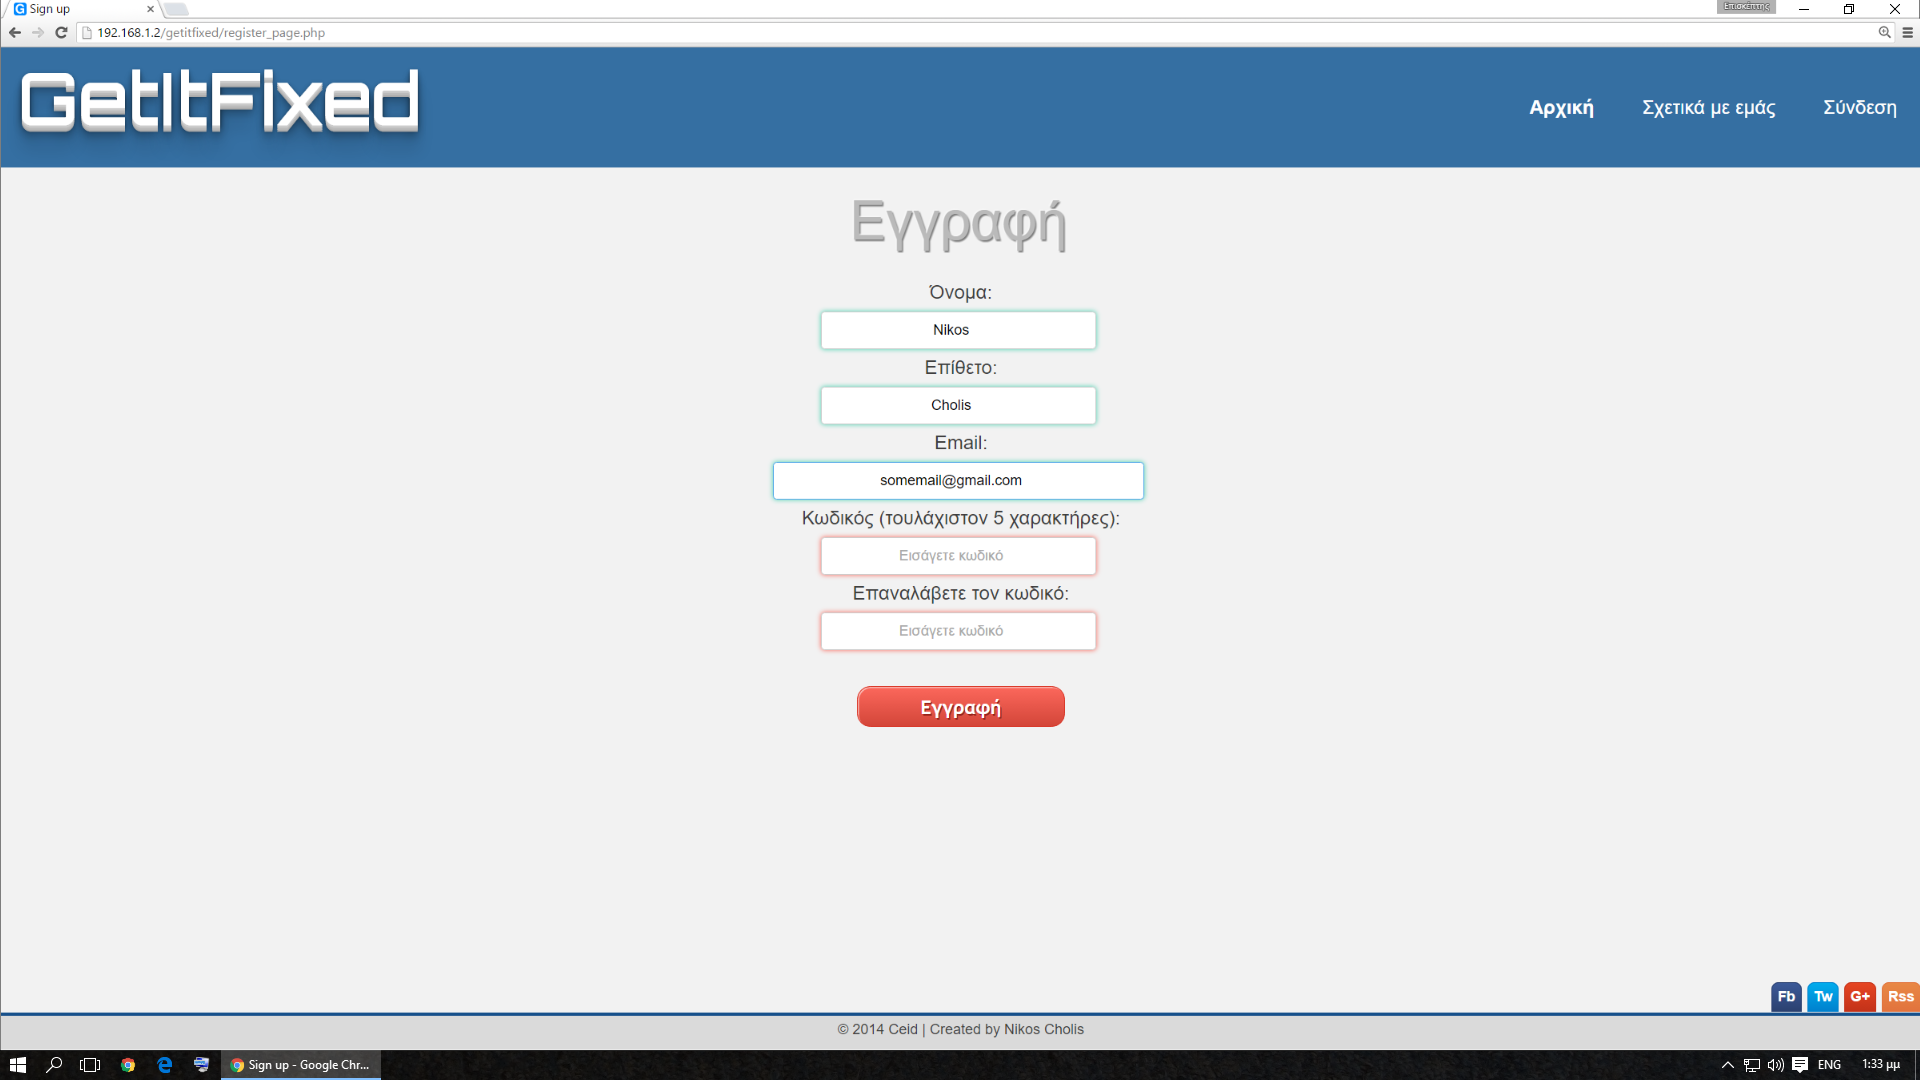 Sign up
Επισκέπτης
192.168.1.2/getitfixed/register_page.php
GetItFixed
Αρχική
Σχετικά με εμάς
Σύνδεση
Εγγραφή
Όνομα:
Nikos
Επίθετο:
Cholis
Email:
somemail@gmail.com
Κωδικός (τουλάχιστον 5 χαρακτήρες):
Εισάγετε κωδικό
Επαναλάβετε τον κωδικό:
Εισάγετε κωδικό
Εγγραφή
Fb
Tw
G+
Rss
© 2014 Ceid | Created by Nikos Cholis
Sign up - Google Chr...
ENG
1:33 μμ